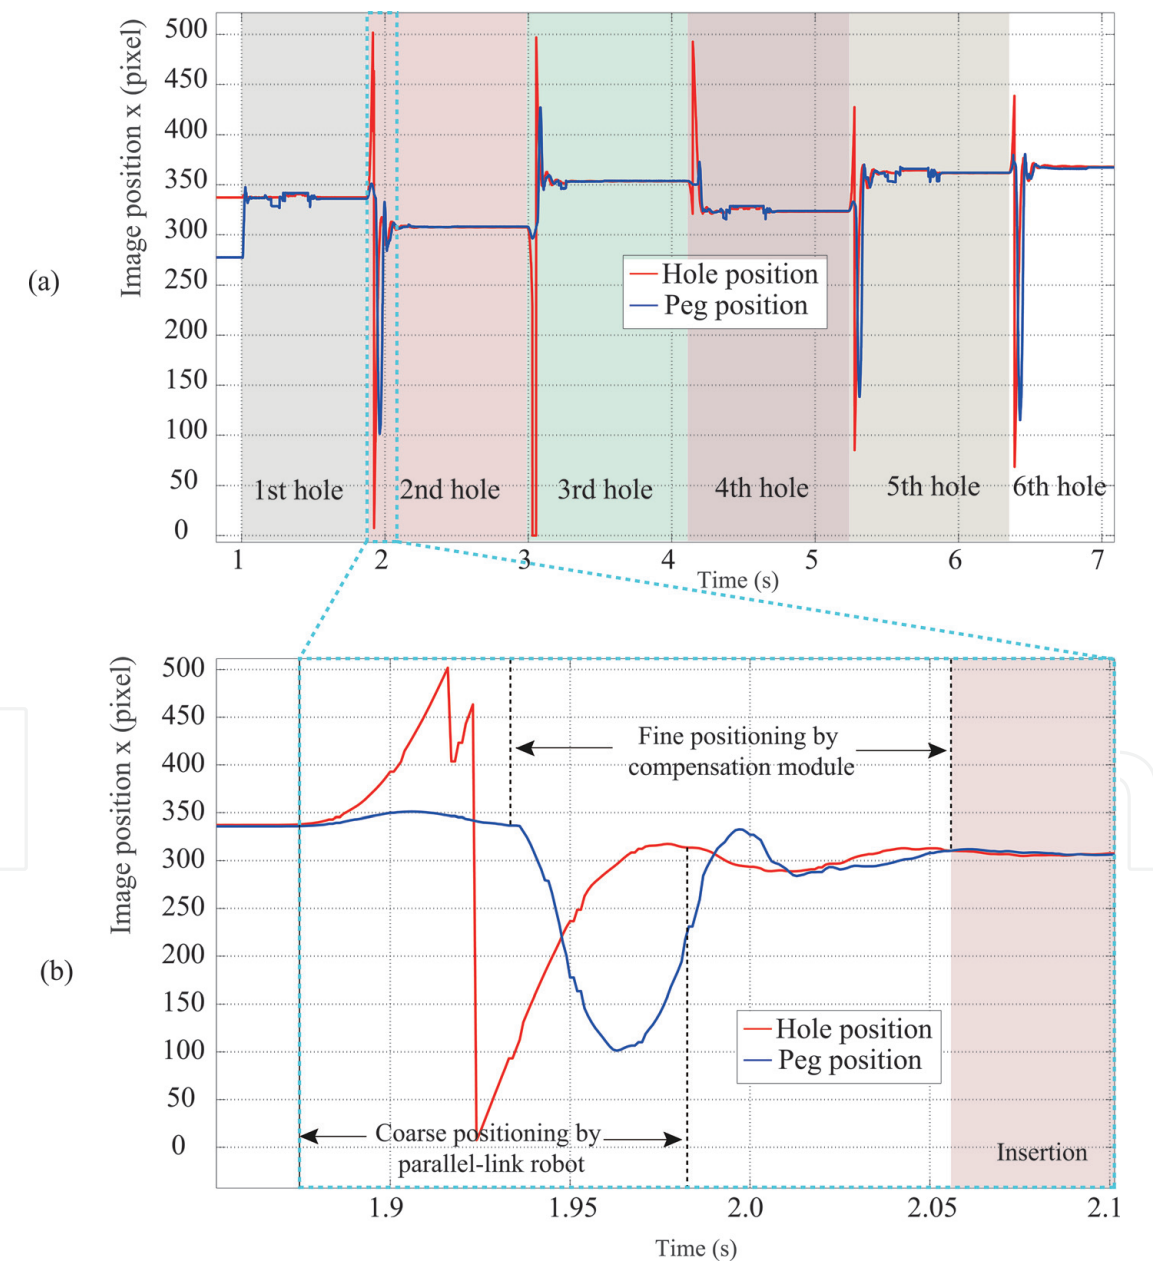 (a)
Image position x (pixel)
500
450
400
350
300
250
200
150
100
50
0
Hole position
Peg position
1st hole
2nd hole
3rd hole
4th hole
5th hole
6th hole
1
2
3
4
5
6
7
Time (s)
(b)
Image position x (pixel)
500
450
400
350
300
250
200
150
100
50
0
Fine positioning by
compensation module
Hole position
Peg position
Coarse positioning by
parallel-link robot
Insertion
1.9
1.95
2.0
2.05
2.1
Time (s)